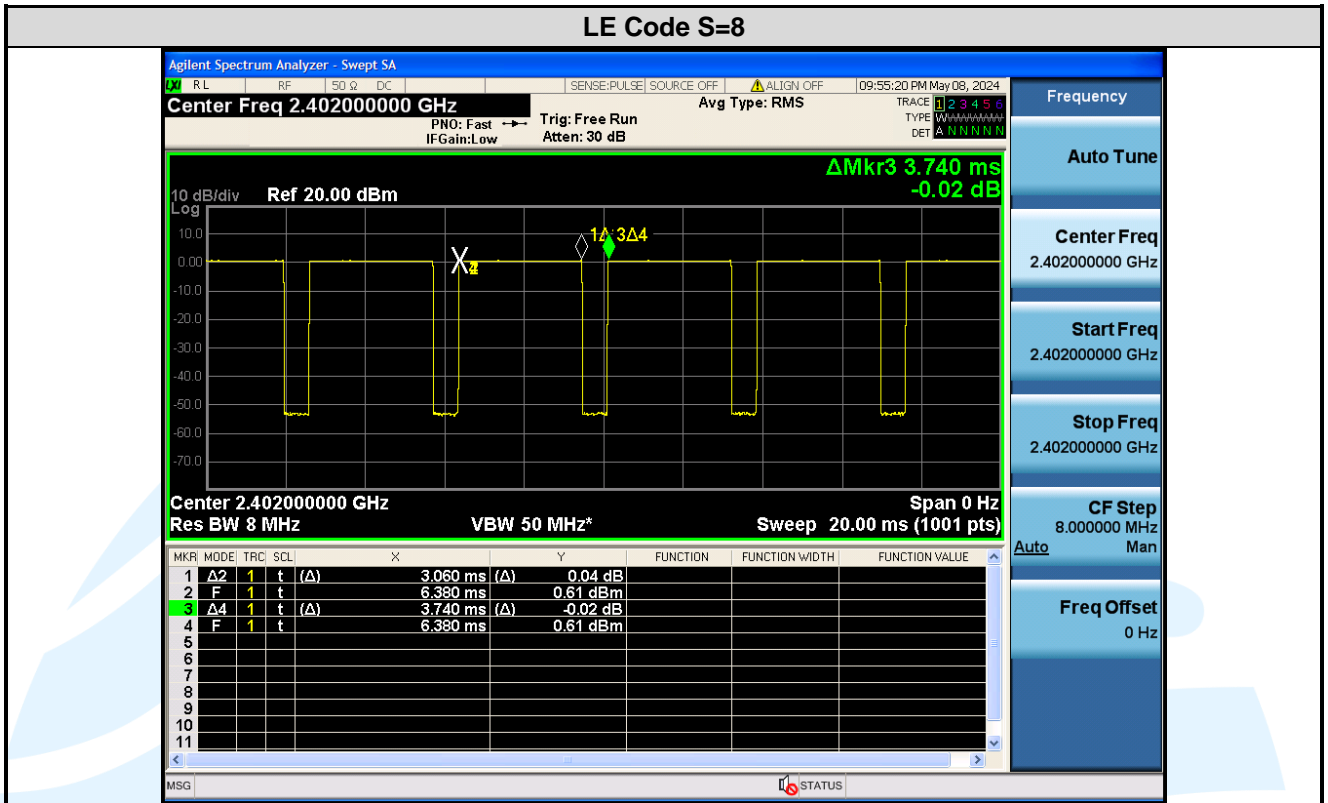 LE Code S=8
Agilent Spectrum Analyzer - Swept SA
LXI RL RF 50 Ω DC SENSE:PULSE SOURCE OFF ALIGN OFF 09:55:20 PM May 08, 2024
Center Freq 2.402000000 GHz
PNO: Fast
IFGain:Low
Trig: Free Run
Atten: 30 dB
Avg Type: RMS
TRACE 1 2 3 4 5 6
TYPE W
DET A N N N N N
ΔMkr3 3.740 ms
-0.02 dB
10 dB/div Ref 20.00 dBm
Log
10.0
0.00
-10.0
-20.0
-30.0
-40.0
-50.0
-60.0
-70.0
X
1Δ 3Δ4
Center 2.402000000 GHz Span 0 Hz
Res BW 8 MHz VBW 50 MHz* Sweep 20.00 ms (1001 pts)
MKR MODE TRC SCL X Y FUNCTION FUNCTION WIDTH FUNCTION VALUE
1 Δ2 1 t (Δ) 3.060 ms (Δ) 0.04 dB
2 F 1 t 6.380 ms 0.61 dBm
3 Δ4 1 t (Δ) 3.740 ms (Δ) -0.02 dB
4 F 1 t 6.380 ms 0.61 dBm
5
6
7
8
9
10
11
MSG STATUS
Frequency
Auto Tune
Center Freq
2.402000000 GHz
Start Freq
2.402000000 GHz
Stop Freq
2.402000000 GHz
CF Step
8.000000 MHz
Auto Man
Freq Offset
0 Hz